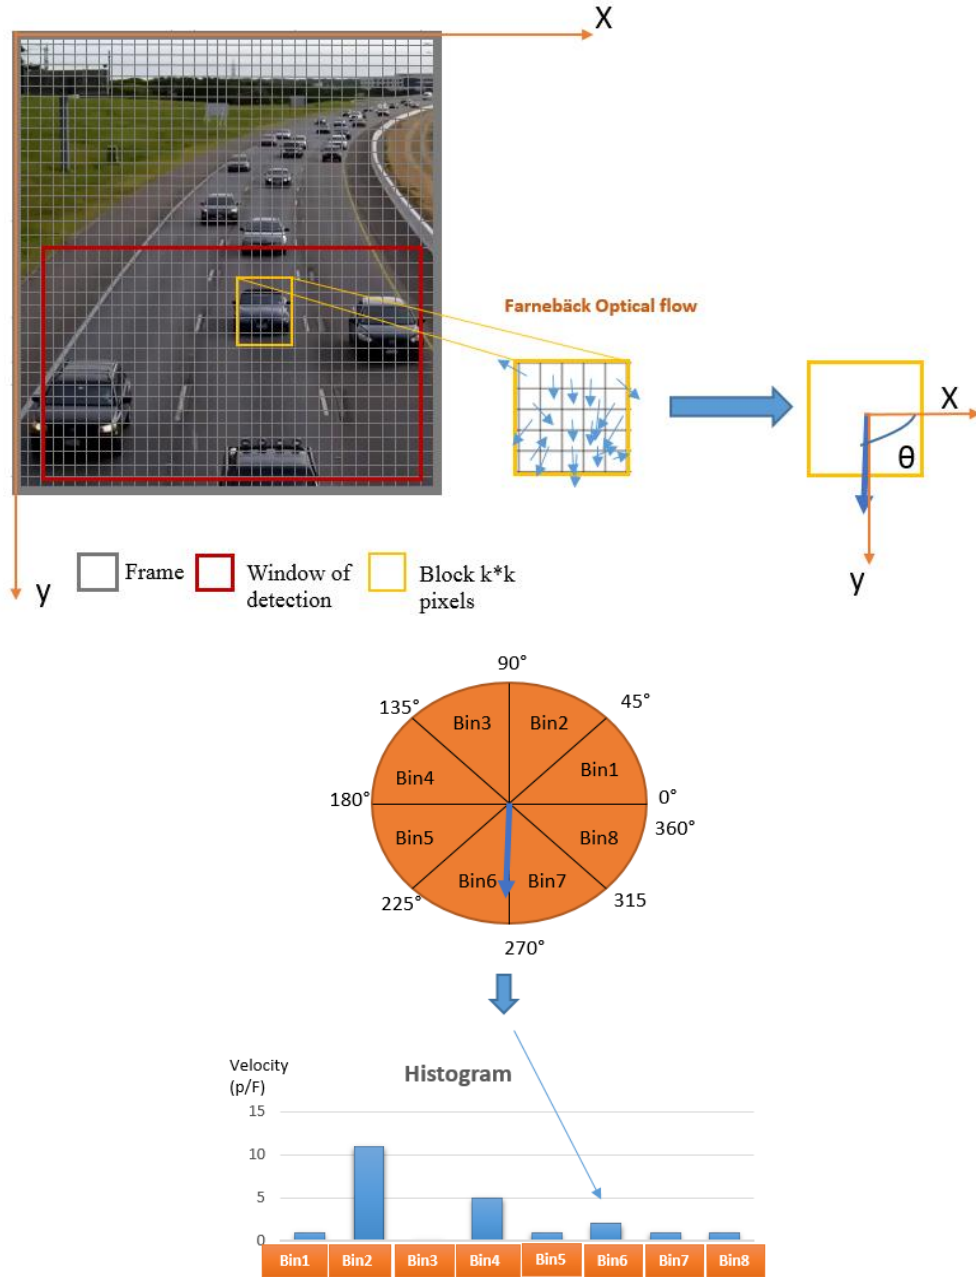 X
Farnebäck Optical flow
X
θ
y
y
Frame
Window of
detection
Block k*k
pixels
90°
135°
45°
Bin3
Bin2
Bin4
Bin1
180°
0°
360°
Bin5
Bin8
Bin6
Bin7
225°
315
270°
Velocity
(p/F)
Histogram
15
10
5
0
Bin1 Bin2 Bin3 Bin4 Bin5 Bin6 Bin7 Bin8